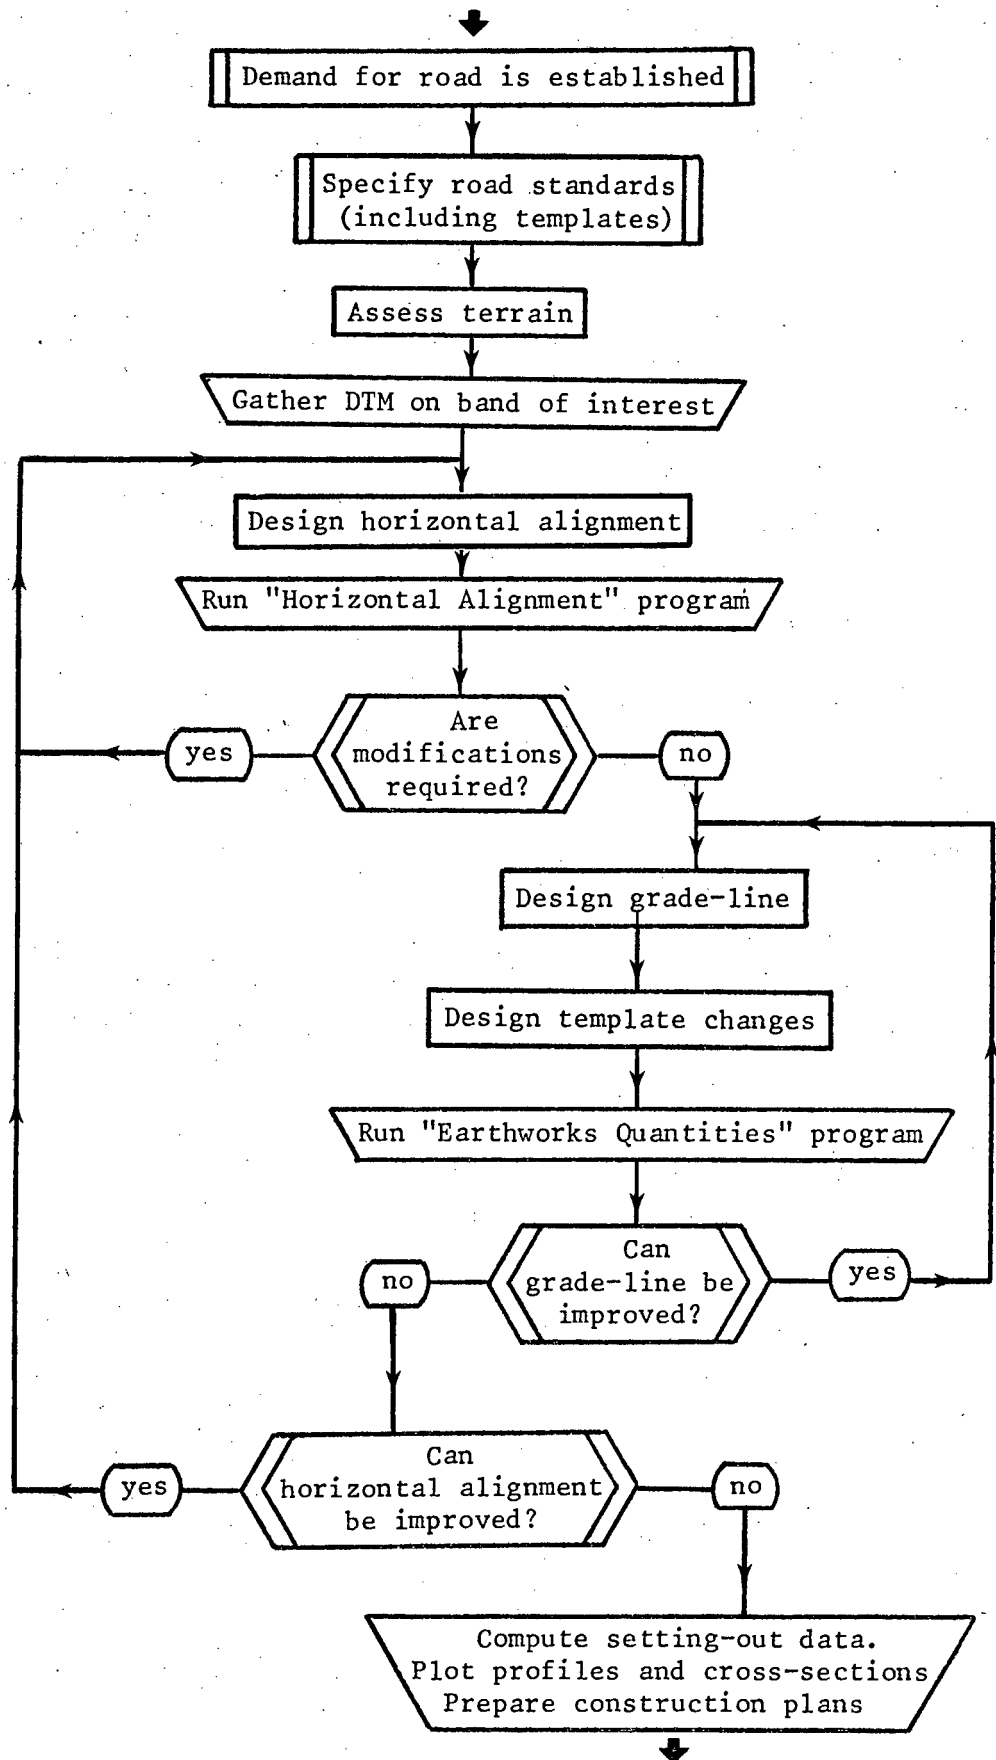 Demand for road is established
Specify road standards
(including templates)
Assess terrain
Gather DTM on band of interest
Design horizontal alignment
Run "Horizontal Alignment" program
Are
modifications
required?
yes
no
Design grade-line
Design template changes
Run "Earthworks Quantities" program
Can
grade-line be
improved?
no
yes
Can
horizontal alignment
be improved?
yes
no
Compute setting-out data.
Plot profiles and cross-sections
Prepare construction plans